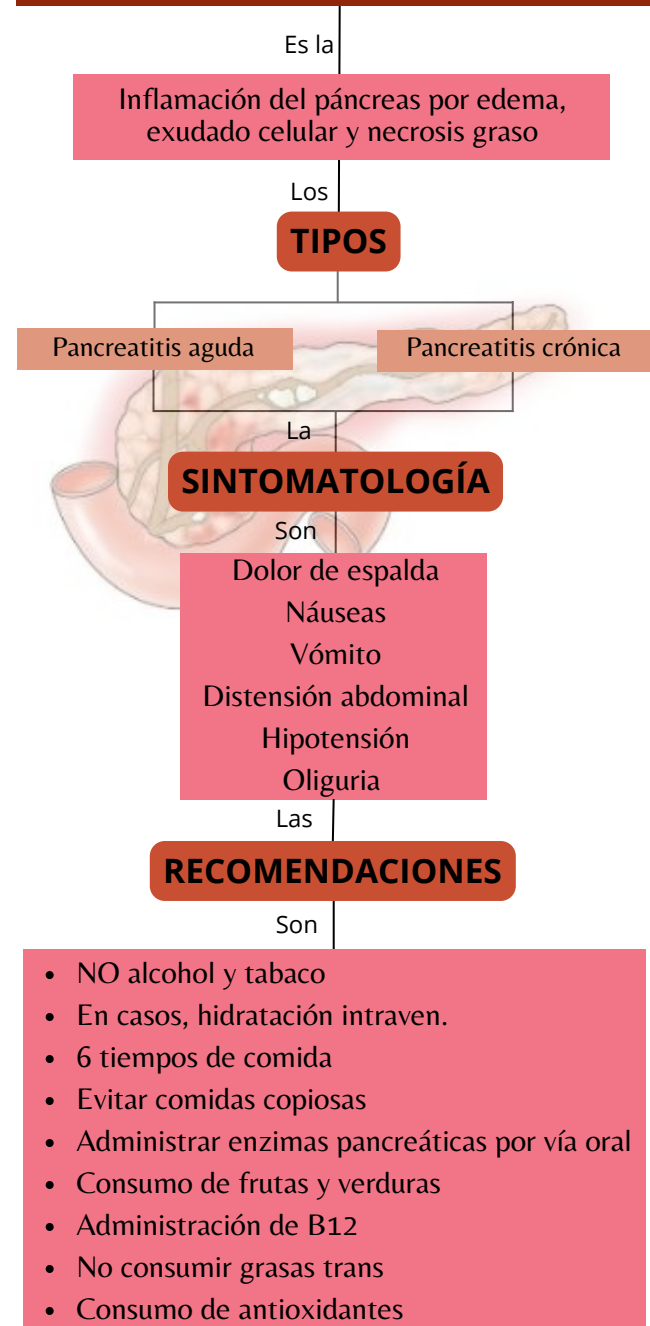 Es la
Inflamación del páncreas por edema,
exudado celular y necrosis graso
Los
TIPOS
Pancreatitis aguda
Pancreatitis crónica
La
SINTOMATOLOGÍA
Son
Dolor de espalda
Náuseas
Vómito
Distensión abdominal
Hipotensión
Oliguria
Las
RECOMENDACIONES
Son
• NO alcohol y tabaco
• En casos, hidratación intraven.
• 6 tiempos de comida
• Evitar comidas copiosas
• Administrar enzimas pancreáticas por vía oral
• Consumo de frutas y verduras
• Administración de B12
• No consumir grasas trans
• Consumo de antioxidantes